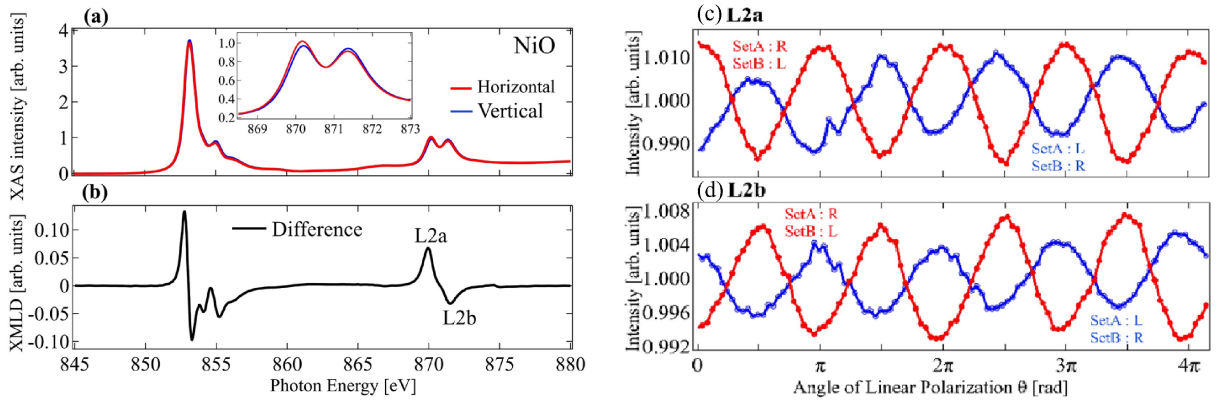 (a)
XAS intensity [arb. units]
4
3
2
1
0
1.0
0.8
0.6
0.4
0.2
869
870
871
872
873
NiO
Horizontal
Vertical
(b)
XMLD [arb. units]
0.10
0.05
0
-0.05
-0.10
Difference
L2a
L2b
845
850
855
860
865
870
875
880
Photon Energy [eV]
(c) L2a
Intensity [arb. units]
1.010
1.000
0.990
SetA : R
SetB : L
SetA : L
SetB : R
(d) L2b
Intensity [arb. units]
1.008
1.004
1.000
0.996
0.992
SetA : R
SetB : L
SetA : L
SetB : R
0
π
2π
3π
4π
Angle of Linear Polarization θ [rad]